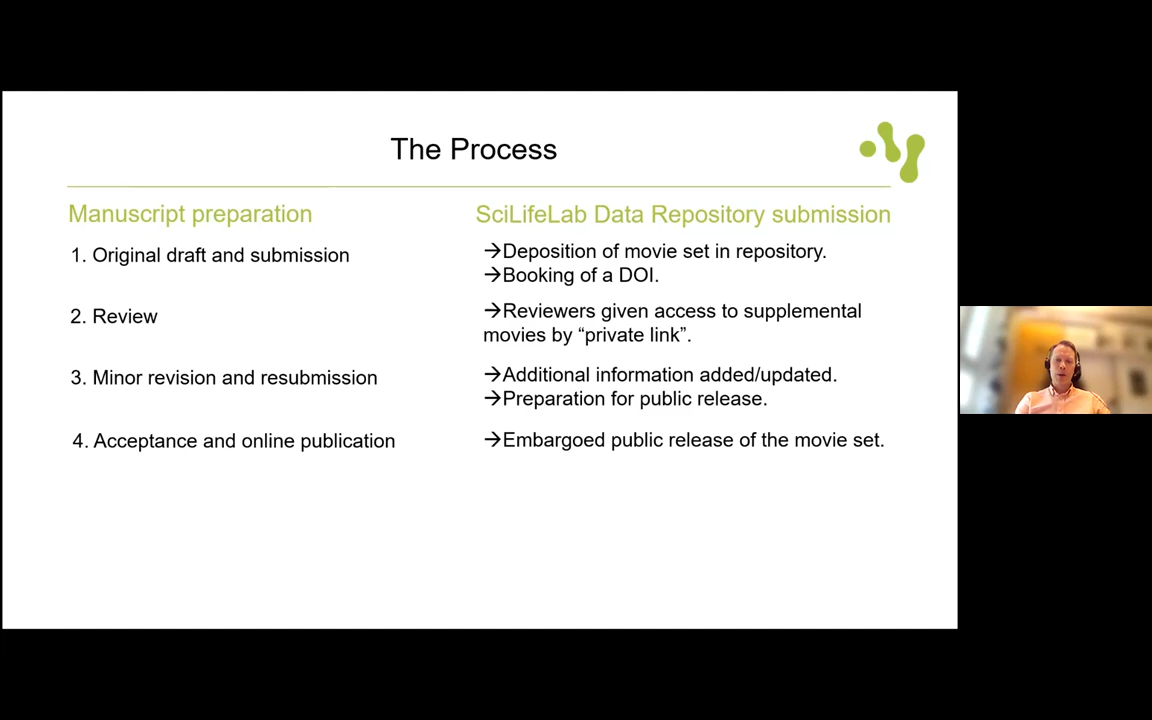 The Process
Manuscript preparation
SciLifeLab Data Repository submission
1. Original draft and submission
→Deposition of movie set in repository.
→Booking of a DOI.
2. Review
→Reviewers given access to supplemental
movies by “private link”.
3. Minor revision and resubmission
→Additional information added/updated.
→Preparation for public release.
4. Acceptance and online publication
→Embargoed public release of the movie set.